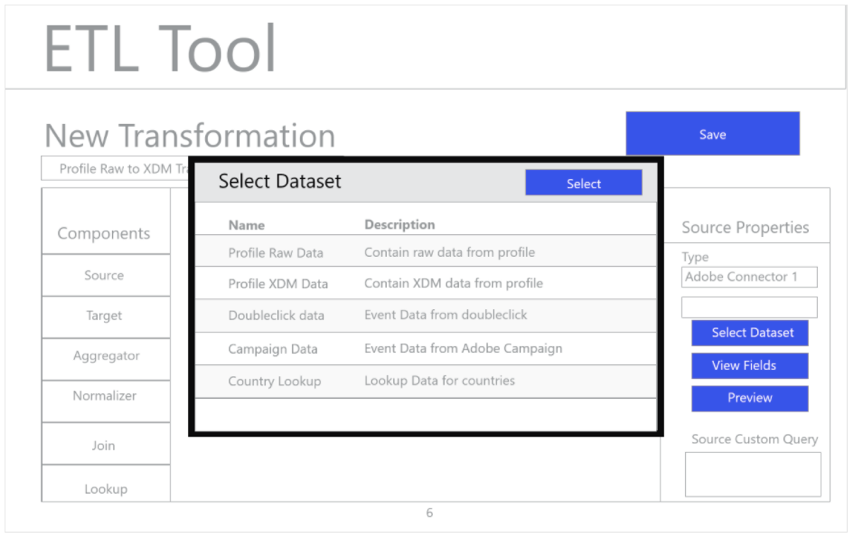 ETL Tool
New Transformation
Save
Profile Raw to XDM Tr
Select Dataset
Select
Name Description
Profile Raw Data Contain raw data from profile
Profile XDM Data Contain XDM data from profile
Doubleclick data Event Data from doubleclick
Campaign Data Event Data from Adobe Campaign
Country Lookup Lookup Data for countries
Components
Source
Target
Aggregator
Normalizer
Join
Lookup
Source Properties
Type
Adobe Connector 1
Select Dataset
View Fields
Preview
Source Custom Query
6